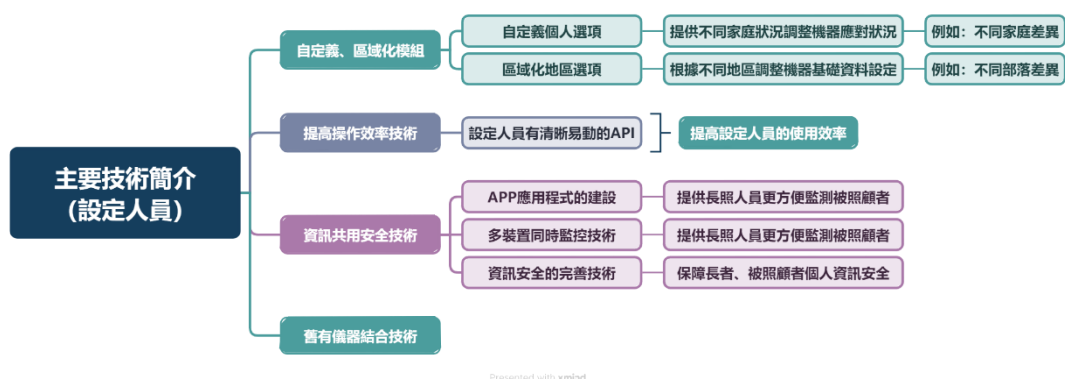 主要技術簡介
（設定人員）
自定義、區域化模組
自定義個人選項
提供不同家庭狀況調整機器應對狀況
例如：不同家庭差異
區域化地區選項
根據不同地區調整機器基礎資料設定
例如：不同部落差異
提高操作效率技術
設定人員有清晰易動的API
提高設定人員的使用效率
資訊共用安全技術
APP應用程式的建設
提供長照人員更方便監測被照顧者
多裝置同時監控技術
提供長照人員更方便監測被照顧者
資訊安全的完善技術
保障長者、被照顧者個人資訊安全
舊有儀器結合技術
Presented with xmind